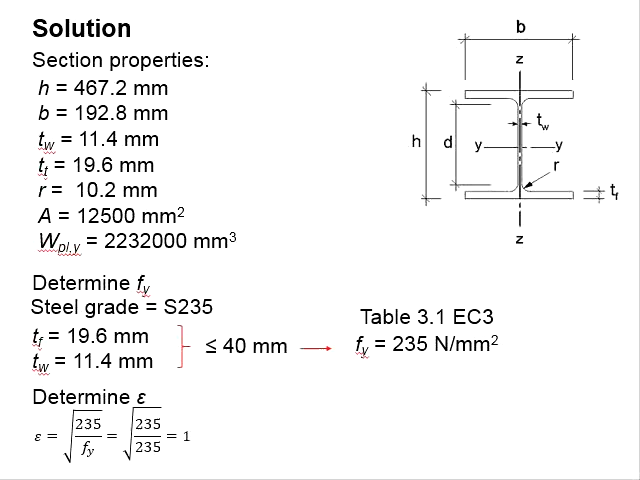 Solution
Section properties:
h = 467.2 mm
b = 192.8 mm
tw = 11.4 mm
tf = 19.6 mm
r = 10.2 mm
A = 12500 mm²
Wpl,y = 2232000 mm³
b
z
tw
h
d
y
y
r
tf
z
Determine fy
Steel grade = S235
tf = 19.6 mm
tw = 11.4 mm
≤ 40 mm
Table 3.1 EC3
fy = 235 N/mm²
Determine ε
ε = √(235/fy) = √(235/235) = 1